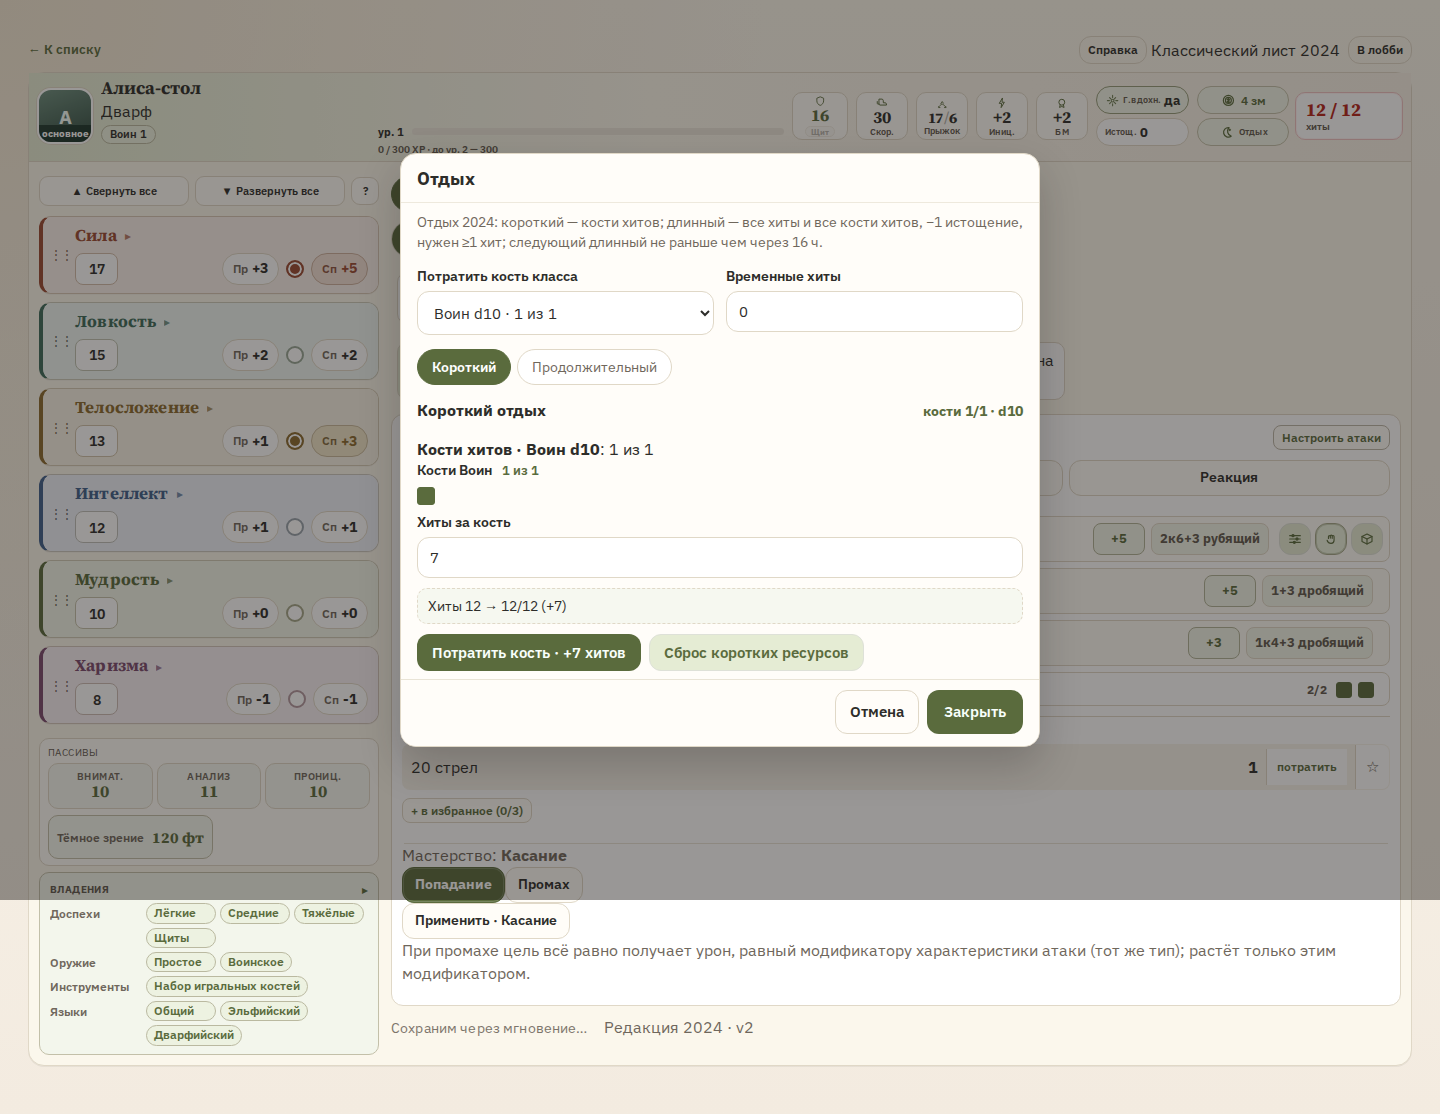 ← К списку
Справка Классический лист 2024 В лобби
А
основное
Алиса-стол
Дварф
Воин 1
ур. 1
0 / 300 XP · до ур. 2 — 300
16
Щит
30
Скор.
17/6
Прыжок
+2
Иниц.
+2
БМ
Г.вдохн. да
Истощ. 0
4 зм
Отдых
12 / 12
хиты
▲ Свернуть все
▼ Развернуть все
?
Сила ▸
17 Пр +3 Сп +5
Ловкость ▸
15 Пр +2 Сп +2
Телосложение ▸
13 Пр +1 Сп +3
Интеллект ▸
12 Пр +1 Сп +1
Мудрость ▸
10 Пр +0 Сп +0
Харизма ▸
8 Пр -1 Сп -1
ПАССИВЫ
ВНИМАТ. АНАЛИЗ ПРОНИЦ.
10 11 10
Тёмное зрение 120 фт
ВЛАДЕНИЯ ▸
Доспехи Лёгкие Средние Тяжёлые
Щиты
Оружие Простое Воинское
Инструменты Набор игральных костей
Языки Общий Эльфийский
Дварфийский
Отдых
Отдых 2024: короткий — кости хитов; длинный — все хиты и все кости хитов, −1 истощение,
нужен ≥1 хит; следующий длинный не раньше чем через 16 ч.
Потратить кость класса Временные хиты
Воин d10 · 1 из 1 0
Короткий Продолжительный
Короткий отдых кости 1/1 · d10
Кости хитов · Воин d10: 1 из 1
Кости Воин 1 из 1
Хиты за кость
7
Хиты 12 → 12/12 (+7)
Потратить кость · +7 хитов Сброс коротких ресурсов
Отмена Закрыть
на
Настроить атаки
Реакция
+5 2к6+3 рубящий
+5 1+3 дробящий
+3 1к4+3 дробящий
2/2
20 стрел 1 потратить ☆
+ в избранное (0/3)
Мастерство: Касание
Попадание Промах
Применить · Касание
При промахе цель всё равно получает урон, равный модификатору характеристики атаки (тот же тип); растёт только этим
модификатором.
Сохраним через мгновение… Редакция 2024 · v2